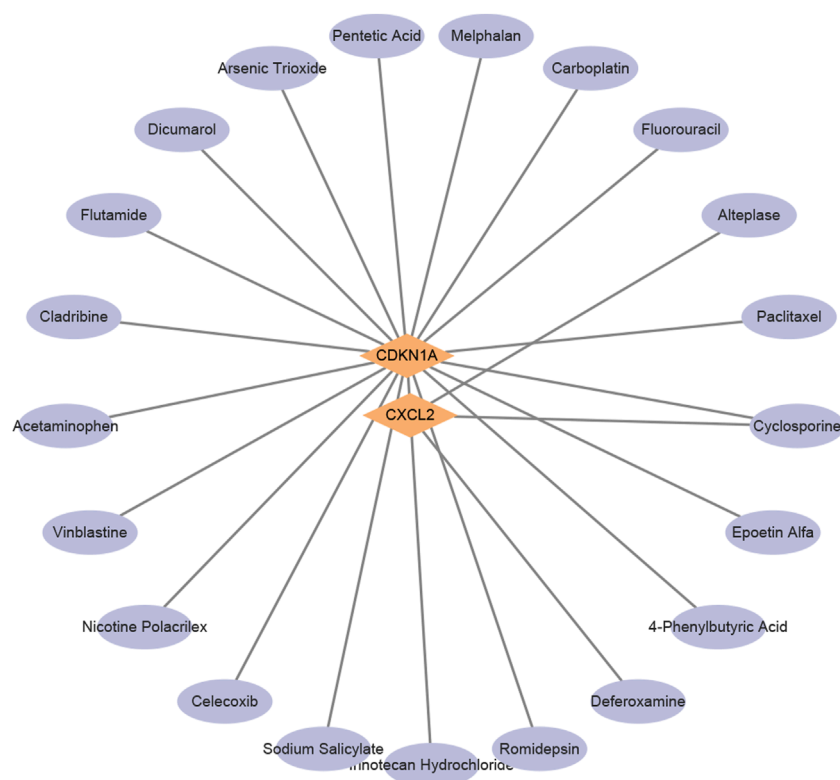 Pentetic Acid
Melphalan
Arsenic Trioxide
Carboplatin
Dicumarol
Fluorouracil
Flutamide
Alteplase
Cladribine
Paclitaxel
CDKN1A
CXCL2
Acetaminophen
Cyclosporine
Vinblastine
Epoetin Alfa
Nicotine Polacrilex
4-Phenylbutyric Acid
Celecoxib
Deferoxamine
Sodium Salicylate
Romidepsin
Hydrochloride